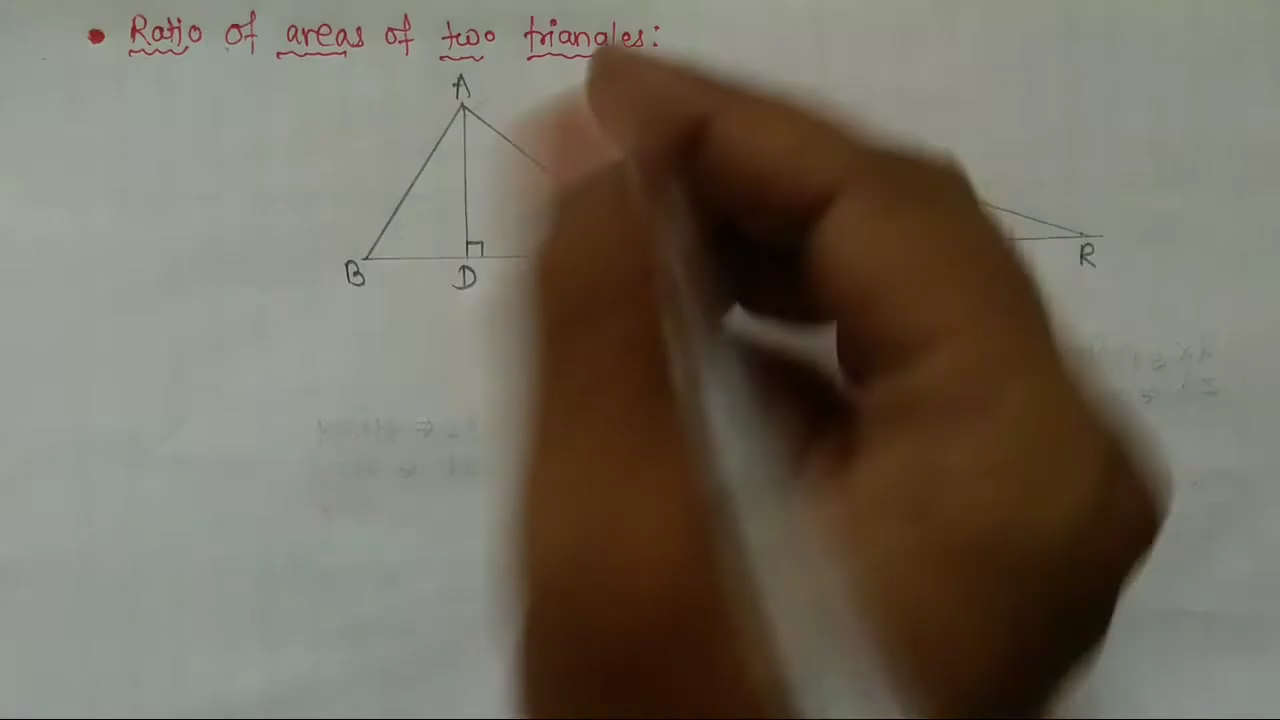 • Ratio of areas of two triangles:
A
B D R